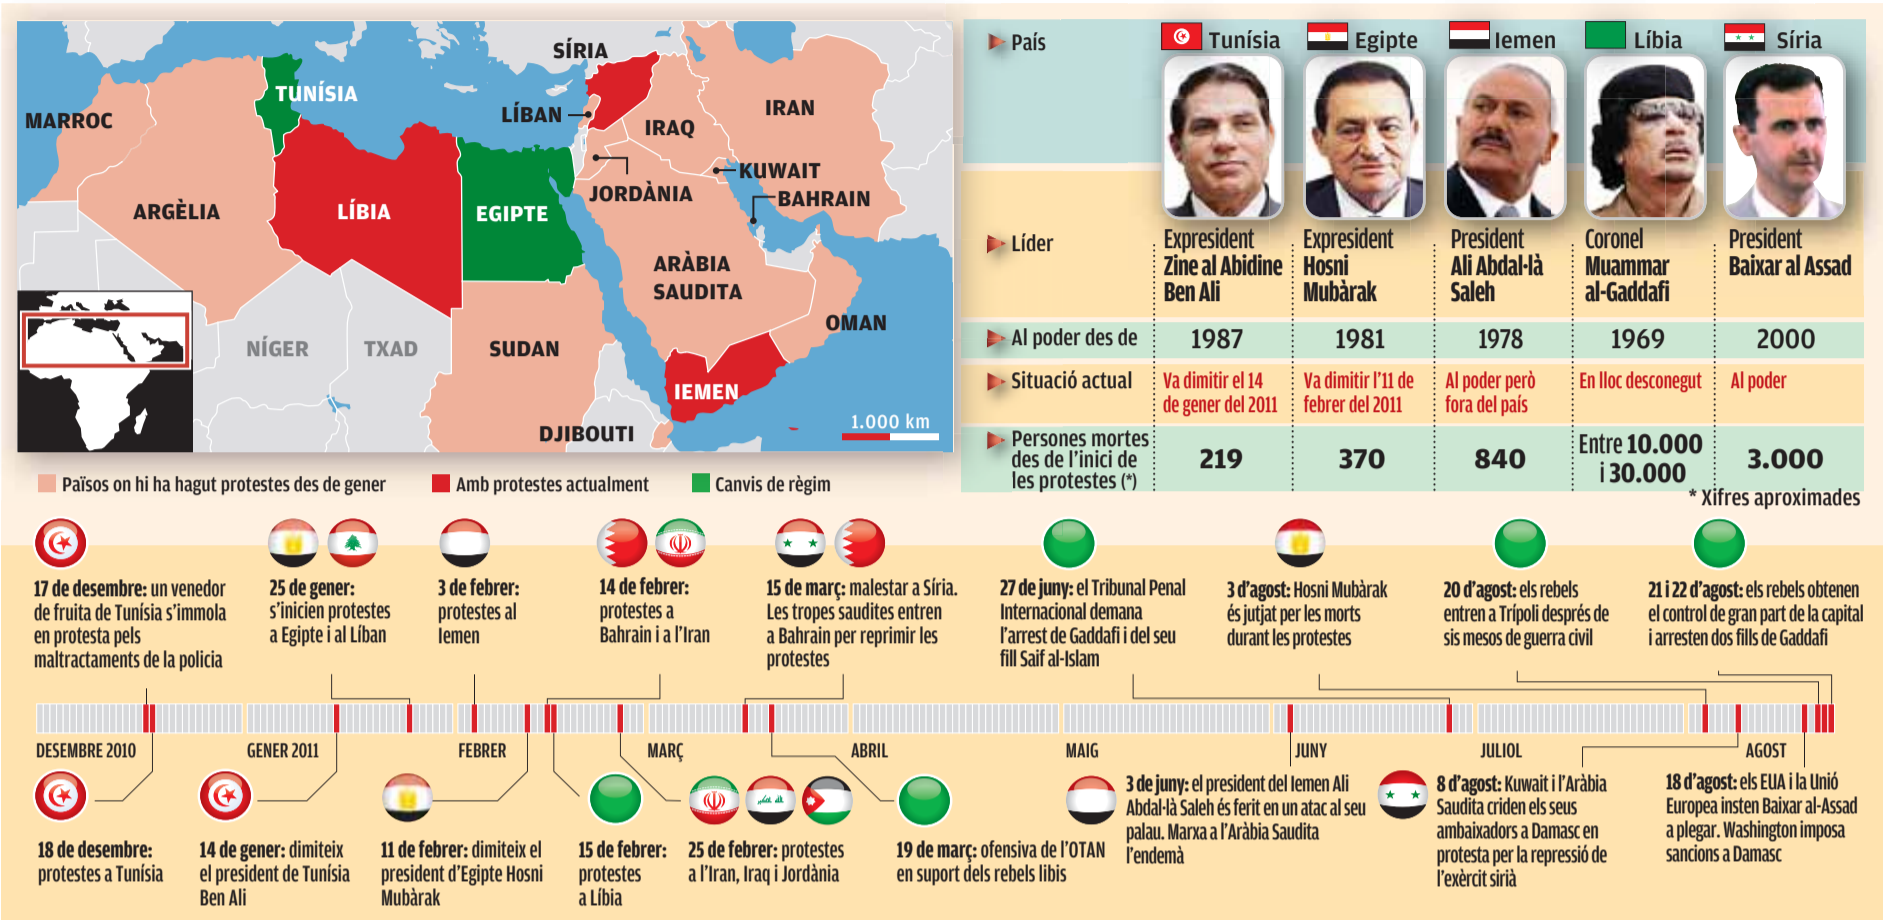 SÍRIA
TUNÍSIA
MARROC
LÍBAN
IRAQ
IRAN
KUWAIT
JORDÀNIA
BAHRAIN
ARGÈLIA
LÍBIA
EGIPTE
ARÀBIA
SAUDITA
OMAN
NÍGER
TXAD
SUDAN
IEMEN
DJIBOUTI
1.000 km
Països on hi ha hagut protestes des de gener
Amb protestes actualment
Canvis de règim
País
Tunísia
Egipte
Iemen
Líbia
Síria
Líder
Expresident
Zine al Abidine
Ben Ali
Expresident
Hosni
Mubàrak
President
Ali Abdal·là
Saleh
Coronel
Muammar
al-Gaddafi
President
Baixar al Assad
Al poder des de
1987
1981
1978
1969
2000
Situació actual
Va dimitir el 14
de gener del 2011
Va dimitir l'11 de
febrer del 2011
Al poder però
fora del país
En lloc desconegut
Al poder
Persones mortes
des de l'inici de
les protestes (*)
219
370
840
Entre 10.000
i 30.000
3.000
* Xifres aproximades
17 de desembre: un venedor
de fruita de Tunísia s'immola
en protesta pels
maltractaments de la policia
25 de gener:
s'inicien protestes
a Egipte i al Líban
3 de febrer:
protestes al
Iemen
14 de febrer:
protestes a
Bahrain i a l'Iran
15 de març: malestar a Síria.
Les tropes saudites entren
a Bahrain per reprimir les
protestes
27 de juny: el Tribunal Penal
Internacional demana
l'arrest de Gaddafi i del seu
fill Saif al-Islam
3 d'agost: Hosni Mubàrak
és jutjat per les morts
durant les protestes
20 d'agost: els rebels
entren a Trípoli després de
sis mesos de guerra civil
21 i 22 d'agost: els rebels obtenen
el control de gran part de la capital
i arresten dos fills de Gaddafi
DESEMBRE 2010
GENER 2011
FEBRER
MARÇ
ABRIL
MAIG
JUNY
JULIOL
AGOST
18 de desembre:
protestes a Tunísia
14 de gener: dimiteix
el president de Tunísia
Ben Ali
11 de febrer: dimiteix el
president d'Egipte Hosni
Mubàrak
15 de febrer:
protestes
a Líbia
25 de febrer: protestes
a l'Iran, Iraq i Jordània
19 de març: ofensiva de l'OTAN
en suport dels rebels libis
3 de juny: el president del Iemen Ali
Abdal·là Saleh és ferit en un atac al seu
palau. Marxa a l'Aràbia Saudita
l'endemà
8 d'agost: Kuwait i l'Aràbia
Saudita criden els seus
ambaixadors a Damasc en
protesta per la repressió de
l'exèrcit sirià
18 d'agost: els EUA i la Unió
Europea insten Baixar al-Assad
a plegar. Washington imposa
sancions a Damasc